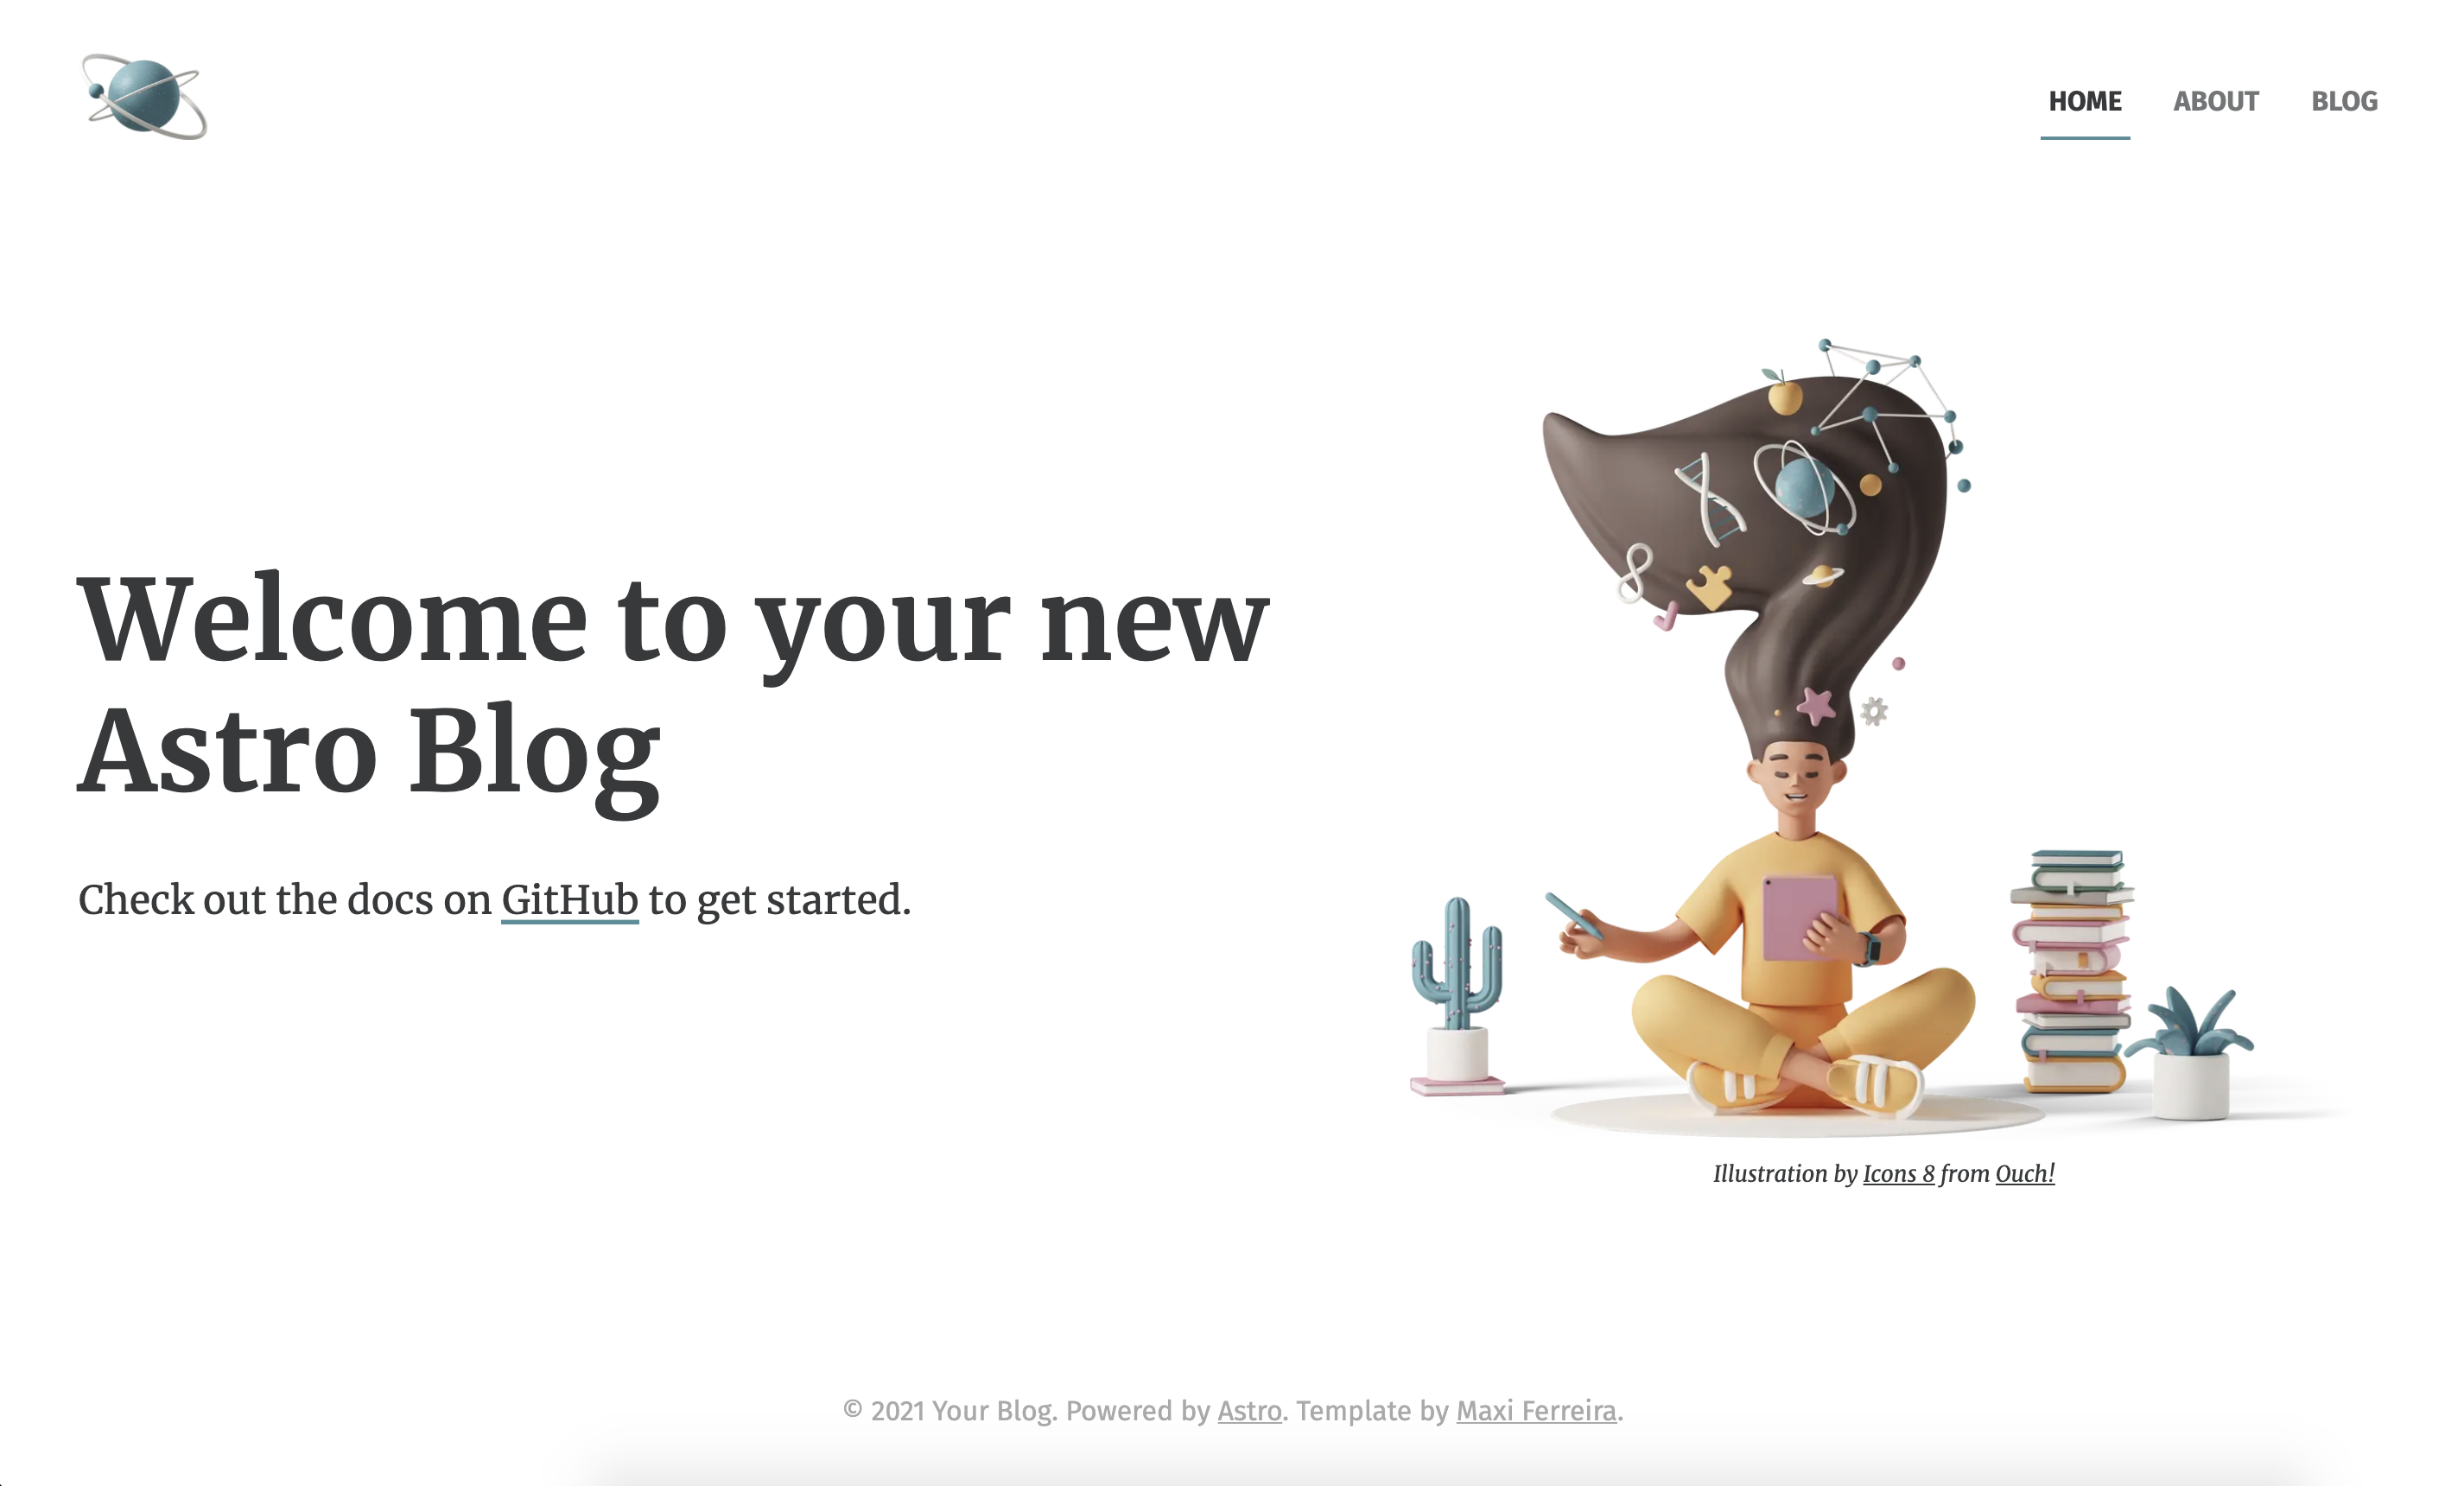 HOME ABOUT BLOG
Welcome to your new
Astro Blog
Check out the docs on GitHub to get started.
Illustration by Icons 8 from Ouch!
© 2021 Your Blog. Powered by Astro. Template by Maxi Ferreira.